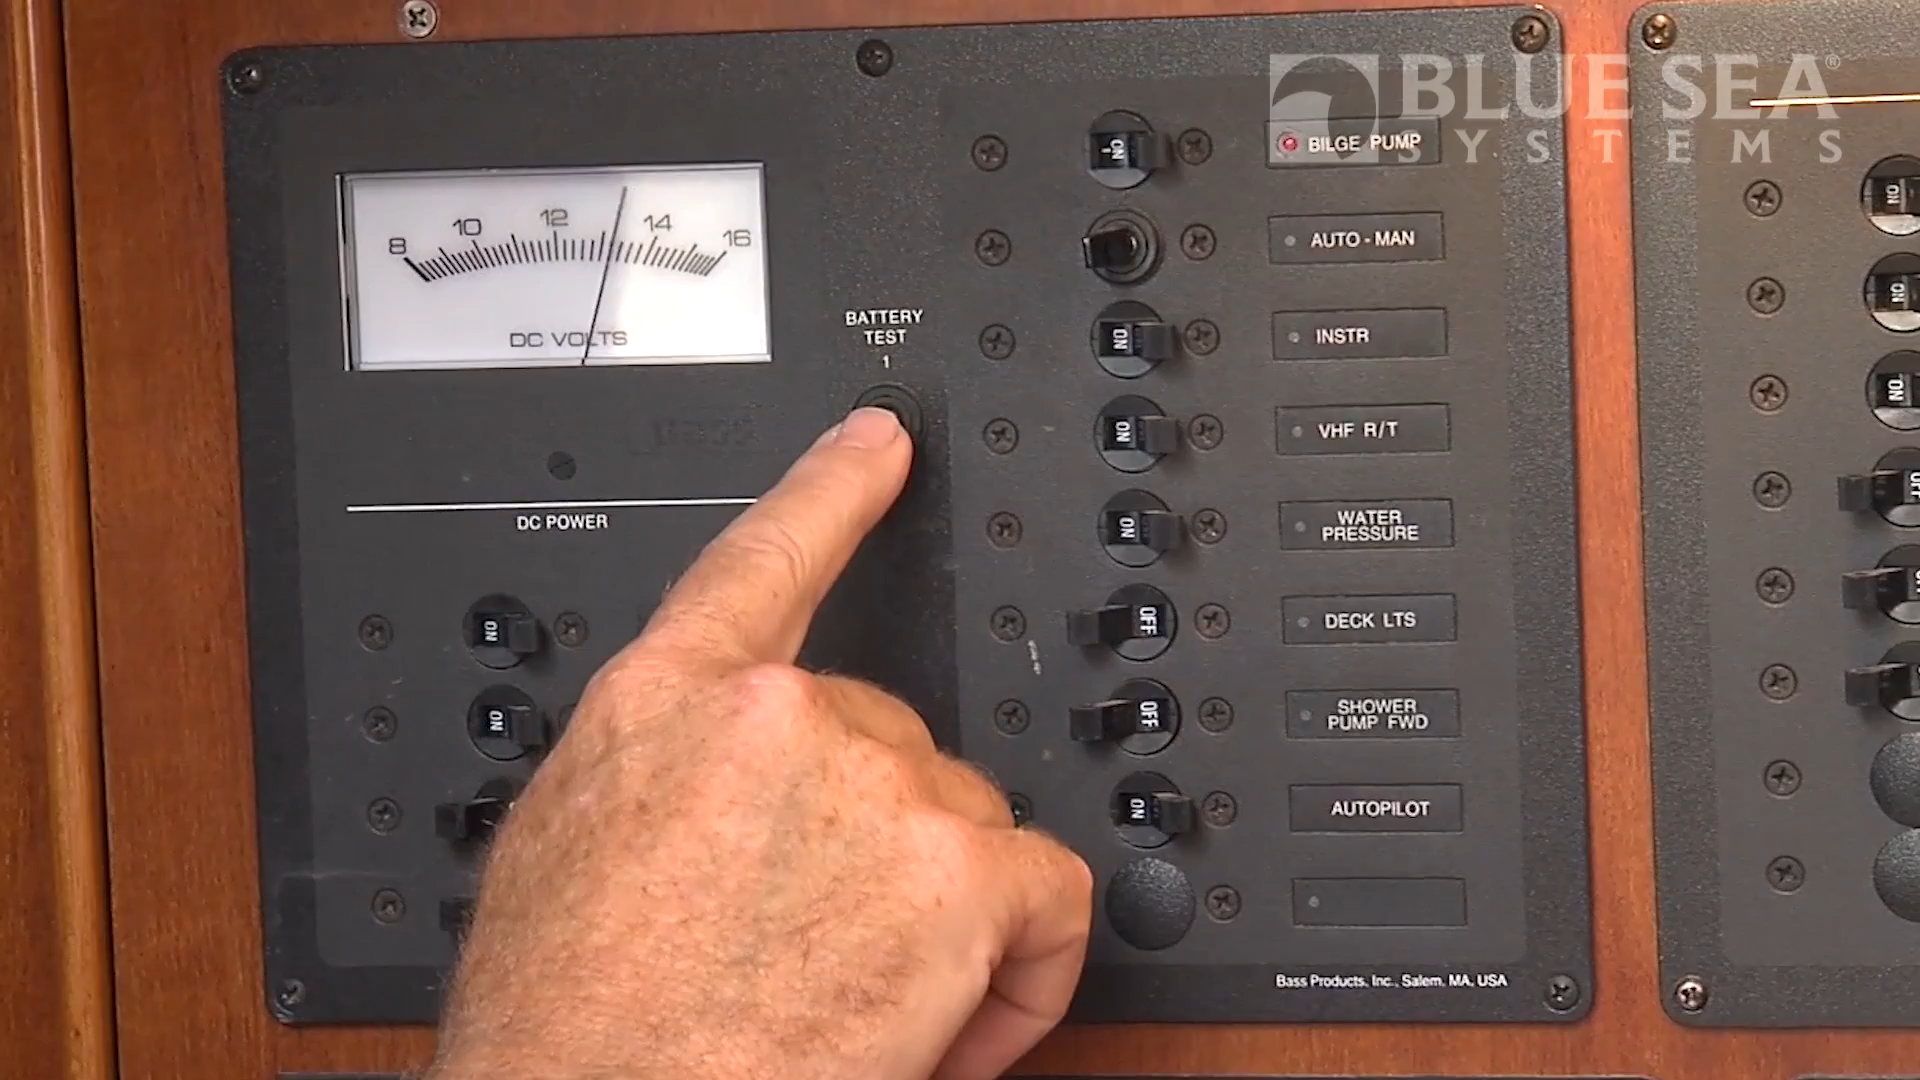 BLUE SEA®
SYSTEMS
8 10 12 14 16
DC VOLTS
BATTERY
TEST
1
DC POWER
ON
ON
ON
BILGE PUMP
AUTO - MAN
ON
INSTR
ON
VHF R/T
ON
WATER
PRESSURE
OFF
DECK LTS
OFF
SHOWER
PUMP FWD
ON
AUTOPILOT
Bass Products, Inc., Salem, MA, USA
ON
ON
ON
OFF